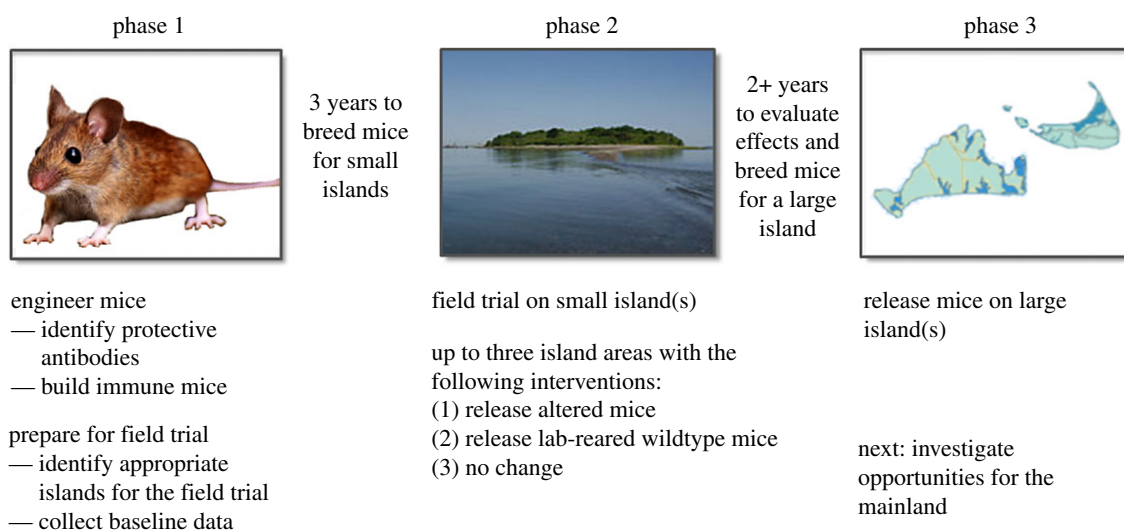 phase 1
3 years to
breed mice
for small
islands
engineer mice
— identify protective
antibodies
— build immune mice
prepare for field trial
— identify appropriate
islands for the field trial
— collect baseline data
phase 2
field trial on small island(s)
up to three island areas with the
following interventions:
(1) release altered mice
(2) release lab-reared wildtype mice
(3) no change
2+ years
to evaluate
effects and
breed mice
for a large
island
phase 3
release mice on large
island(s)
next: investigate
opportunities for the
mainland